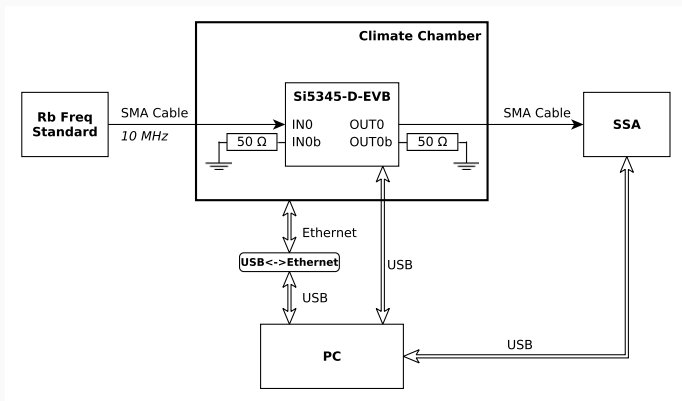 Climate Chamber
Si5345-D-EVB
Rb Freq
Standard
SMA Cable
10 MHz
IN0
OUT0
SMA Cable
SSA
50 Ω
IN0b
OUT0b
50 Ω
Ethernet
USB<->Ethernet
USB
USB
PC
USB